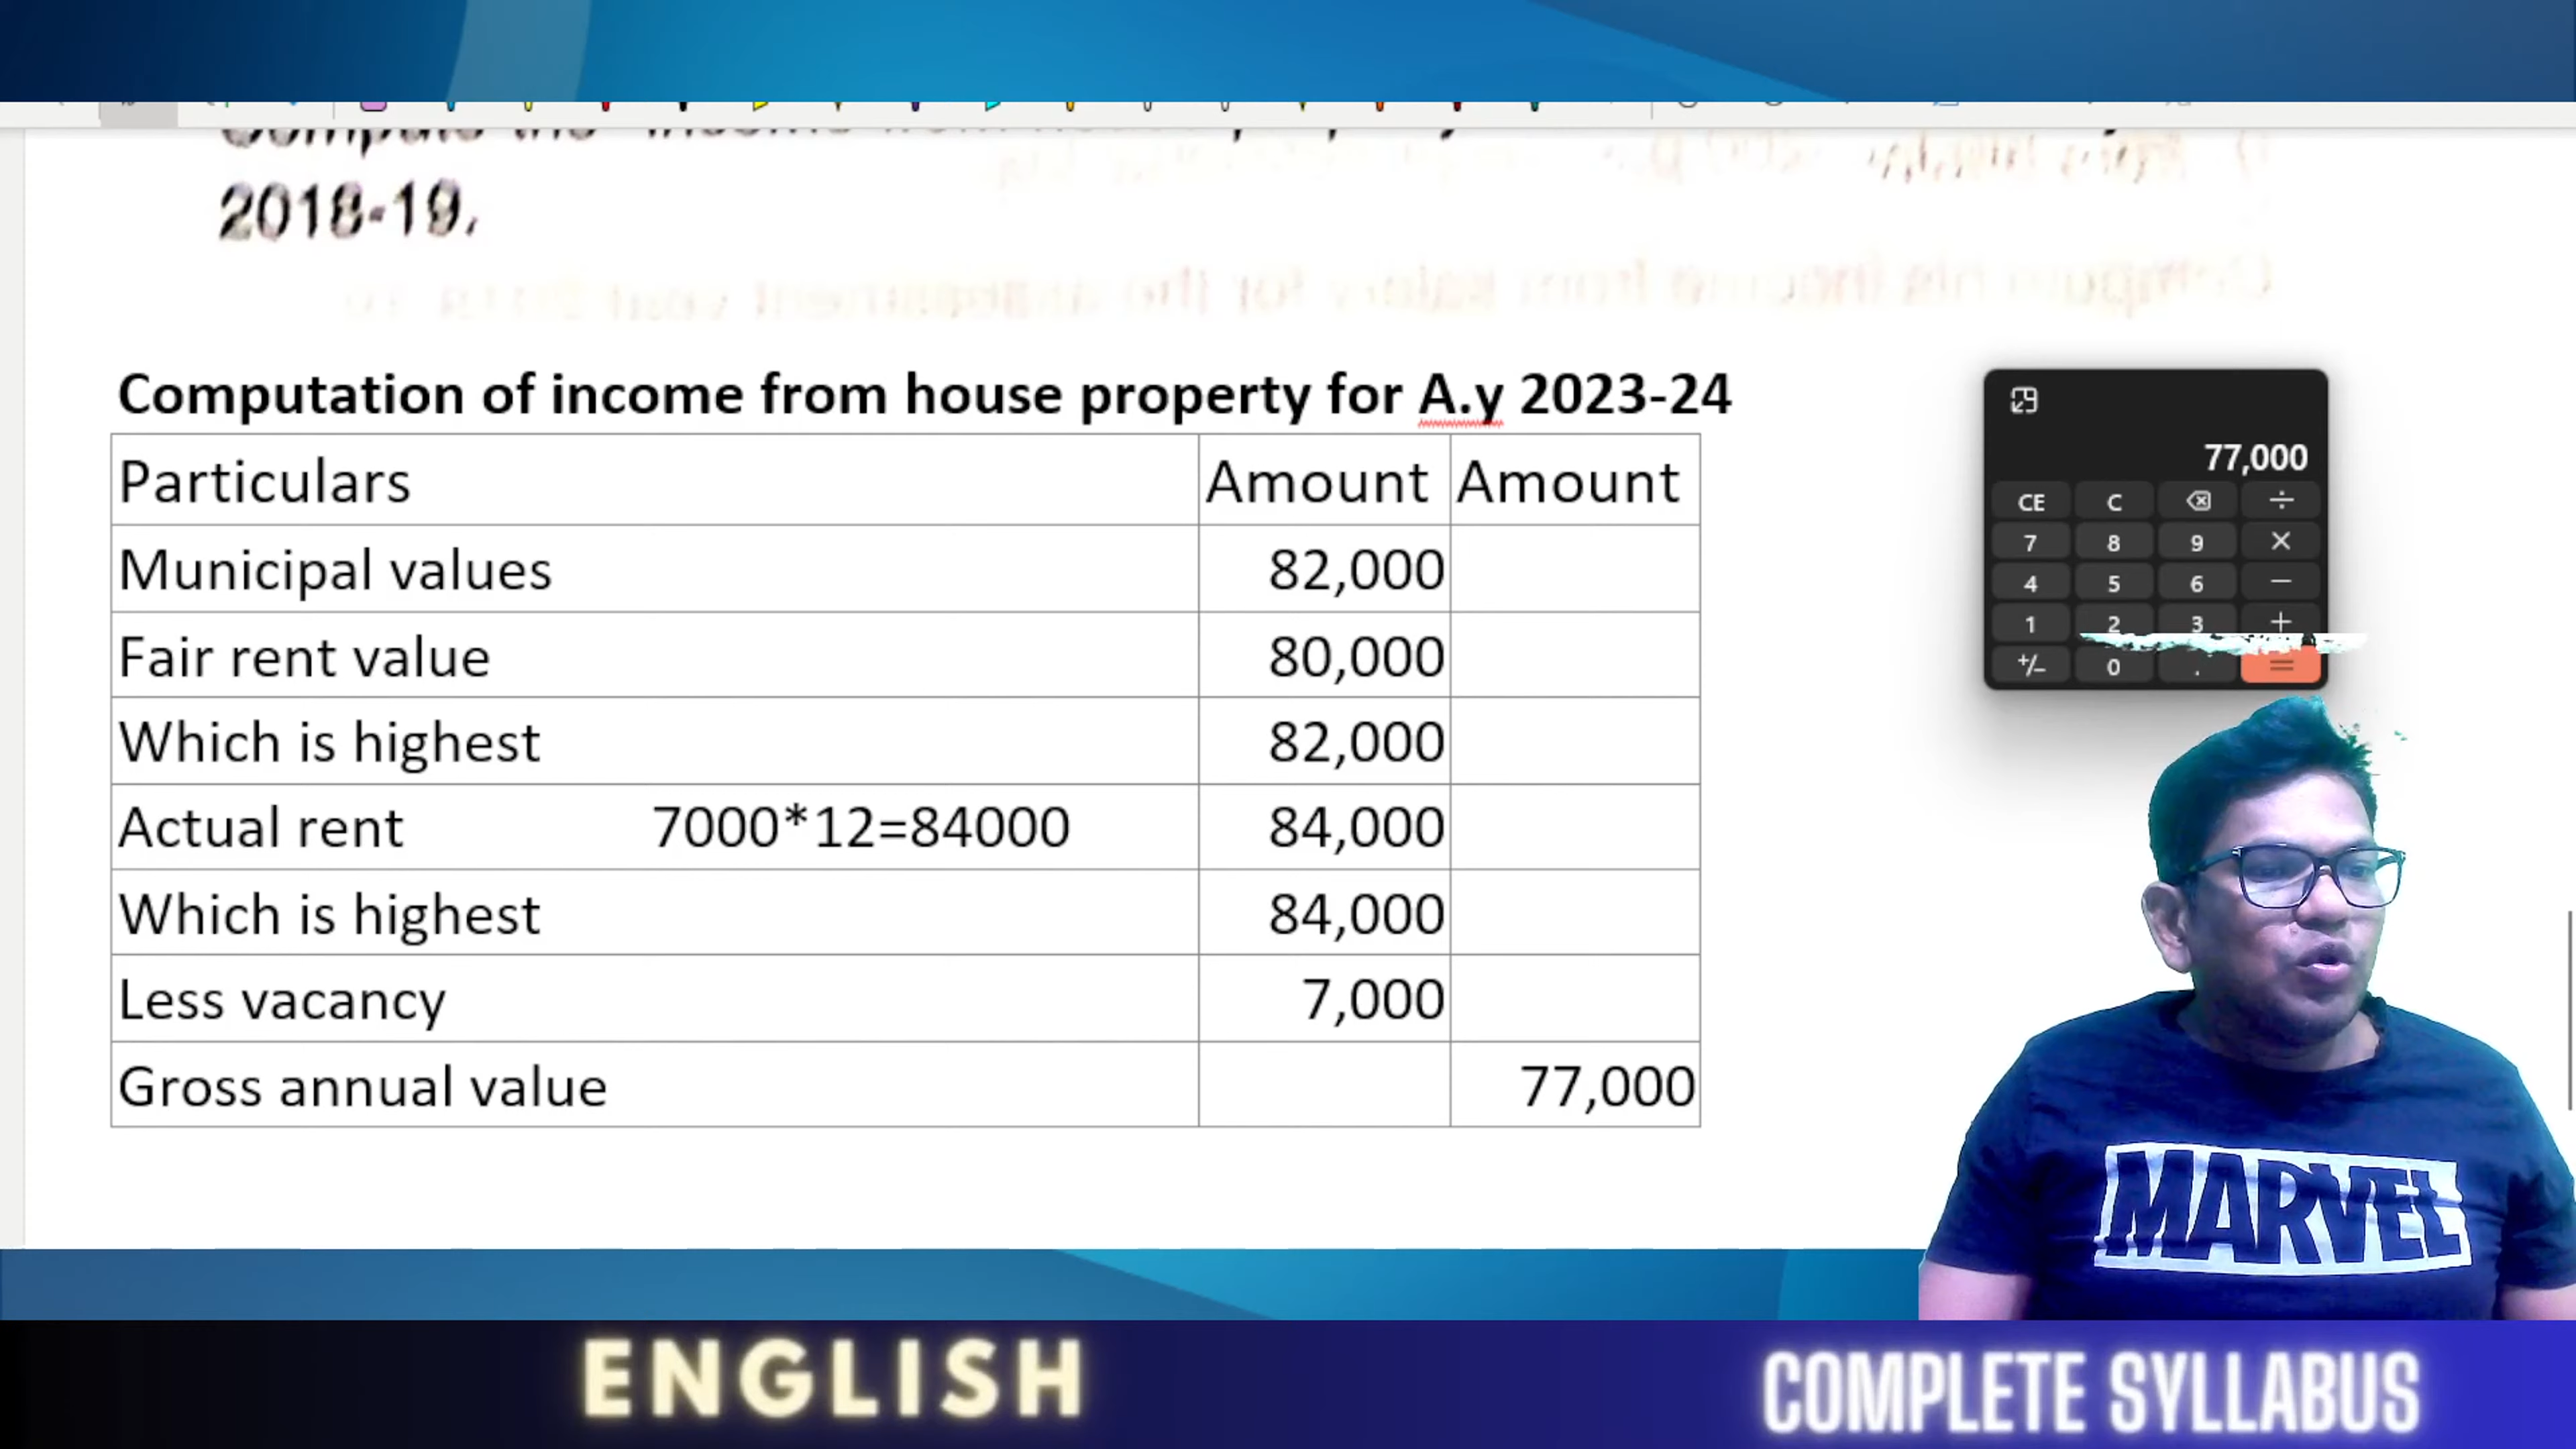 2018-19.
Computation of income from house property for A.y 2023-24
Particulars Amount Amount
Municipal values 82,000
Fair rent value 80,000
Which is highest 82,000
Actual rent 7000*12=84000 84,000
Which is highest 84,000
Less vacancy 7,000
Gross annual value 77,000
77,000
CE C ÷
7 8 9 ×
4 5 6 −
1 2 3 +
+/− 0 . =
MARVEL
ENGLISH
COMPLETE SYLLABUS